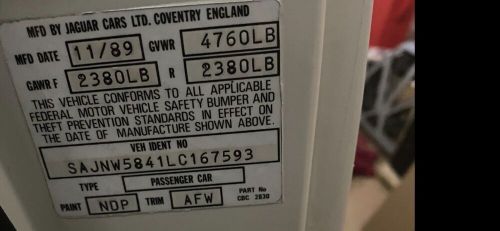 MFD BY JAGUAR CARS LTD. COVENTRY ENGLAND
MFD DATE 11/89 GVWR 4760LB
GAWR F 2380LB R 2380LB
THIS VEHICLE CONFORMS TO ALL APPLICABLE
FEDERAL MOTOR VEHICLE SAFETY BUMPER AND
THEFT PREVENTION STANDARDS IN EFFECT ON
THE DATE OF MANUFACTURE SHOWN ABOVE.
VEH IDENT NO
SAJNW5841LC167593
TYPE PASSENGER CAR
PAINT NDP TRIM AFW PART No
CBC 2830